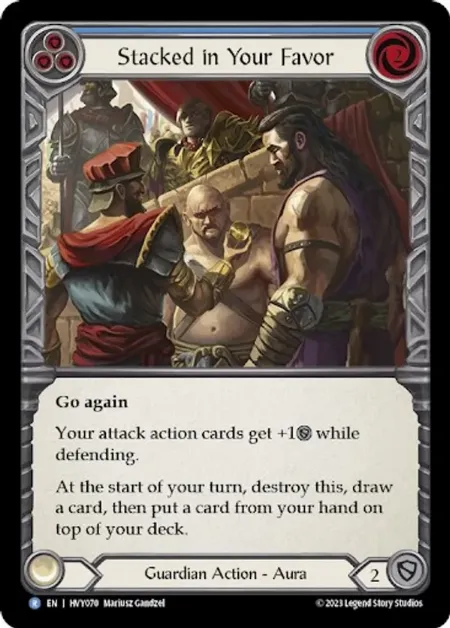 Stacked in Your Favor
2
Go again
Your attack action cards get +1 while
defending.
At the start of your turn, destroy this, draw
a card, then put a card from your hand on
top of your deck.
Guardian Action - Aura
2
R EN | HVY070 Mariusz Gandzel
© 2023 Legend Story Studios